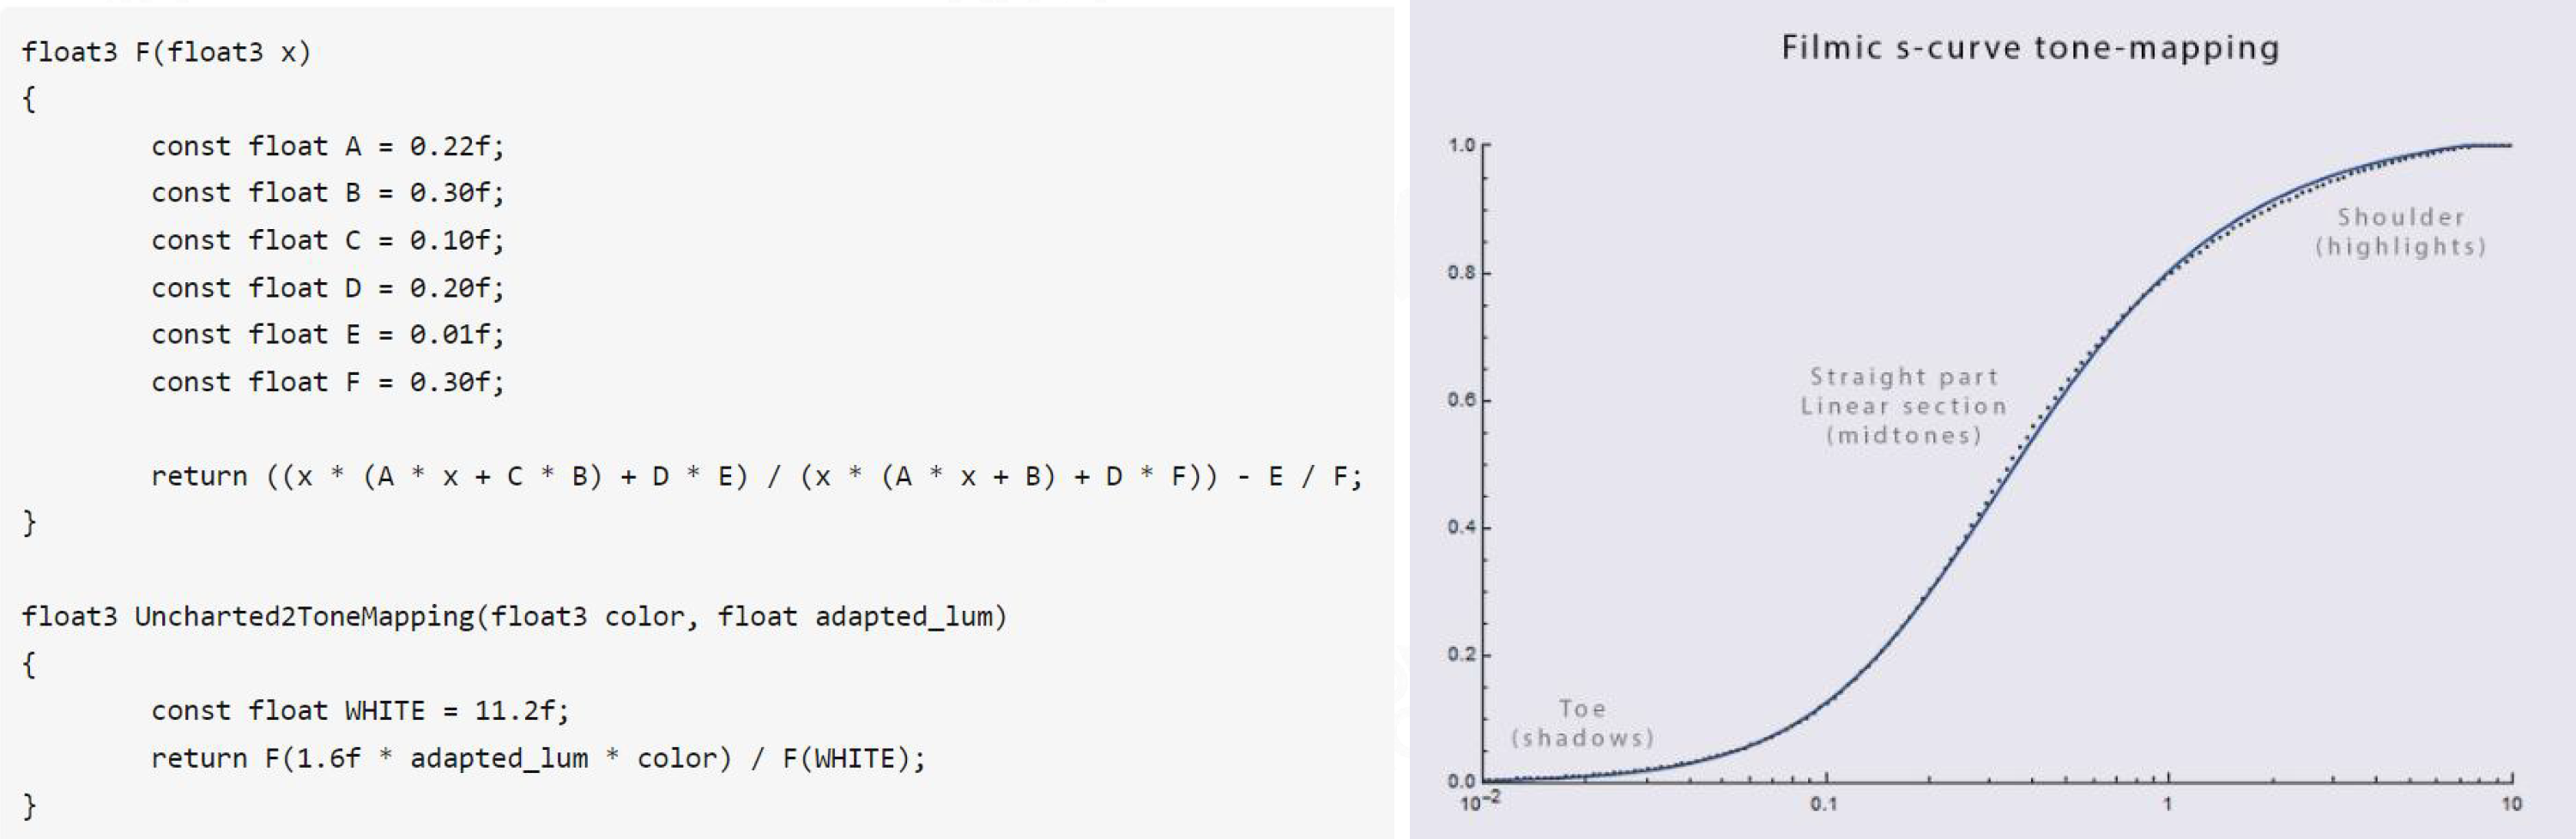 float3 F(float3 x)
{
const float A = 0.22f;
const float B = 0.30f;
const float C = 0.10f;
const float D = 0.20f;
const float E = 0.01f;
const float F = 0.30f;
return ((x * (A * x + C * B) + D * E) / (x * (A * x + B) + D * F)) - E / F;
}
float3 Uncharted2ToneMapping(float3 color, float adapted_lum)
{
const float WHITE = 11.2f;
return F(1.6f * adapted_lum * color) / F(WHITE);
}
Filmic s-curve tone-mapping
1.0
Shoulder
(highlights)
0.8
Straight part
0.6
Linear section
(midtones)
0.4
0.2
Toe
(shadows)
0.0
10⁻² 0.1 1 10